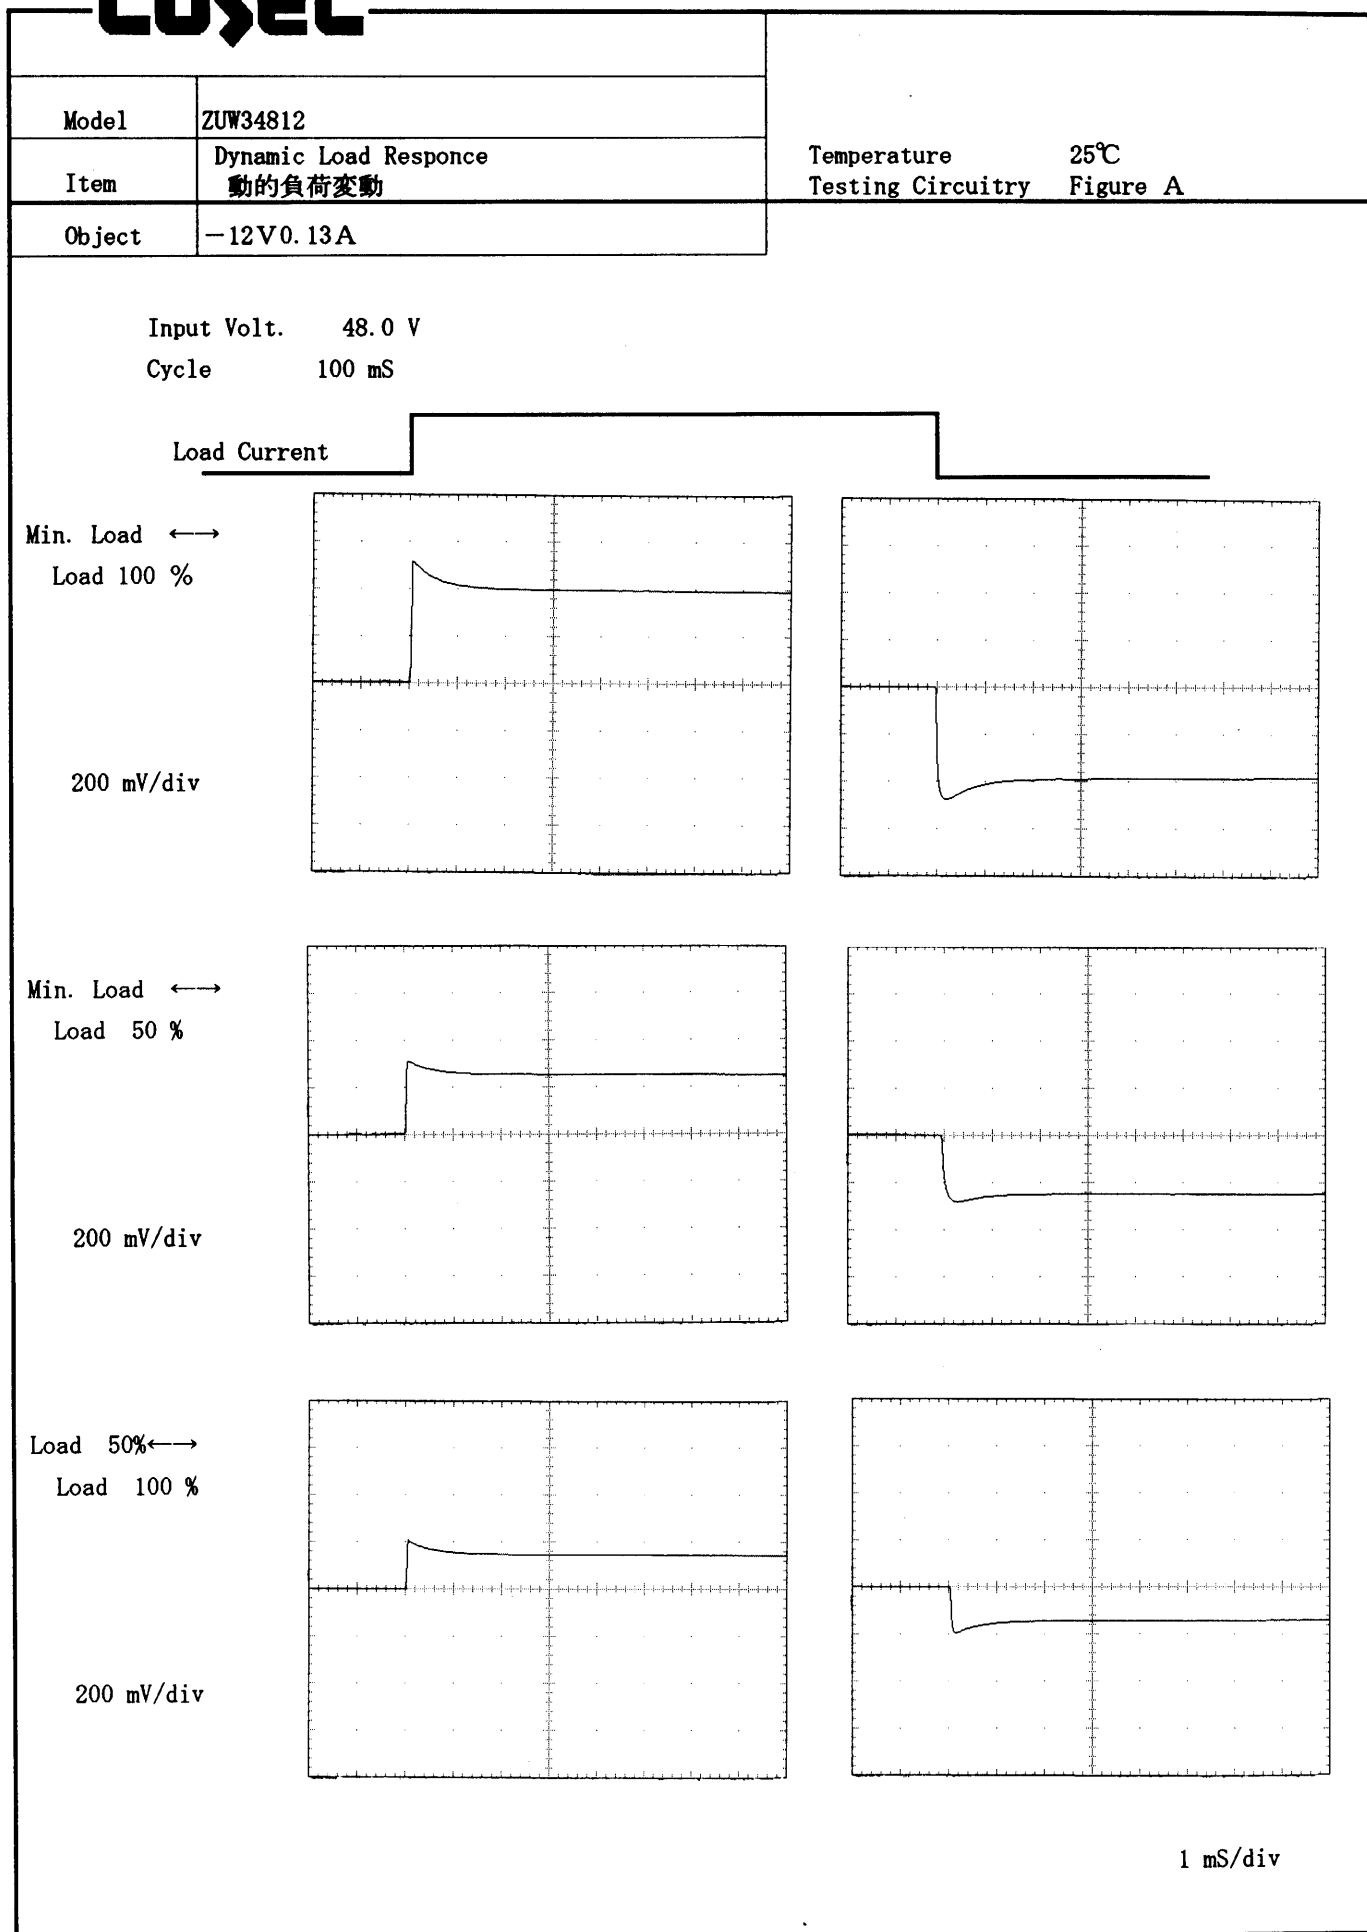 COSEL
Model ZUW34812
Item Dynamic Load Responce
動的負荷変動
Temperature 25℃
Testing Circuitry Figure A
Object −12V0.13A
Input Volt. 48.0 V
Cycle 100 mS
Load Current
Min. Load ←→
Load 100 %
200 mV/div
Min. Load ←→
Load 50 %
200 mV/div
Load 50%←→
Load 100 %
200 mV/div
1 mS/div